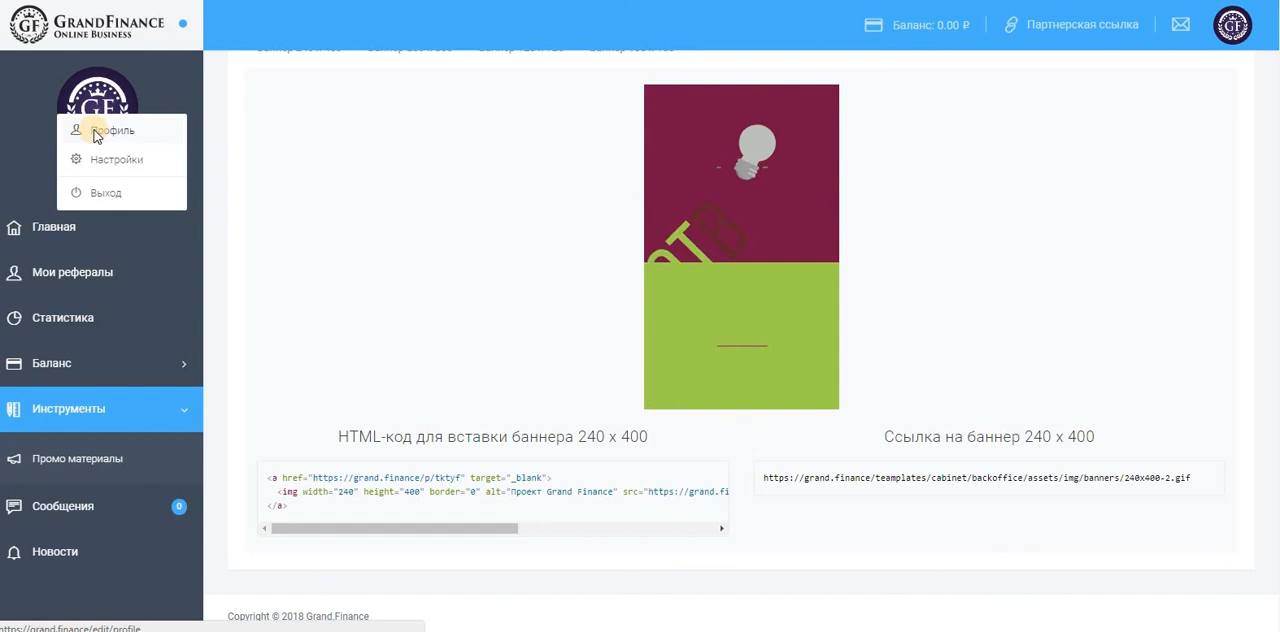 GRANDFINANCE
ONLINE BUSINESS
GF
Баланс: 0.00 ₽
Партнерская ссылка
GF
GF
Профиль
Настройки
Выход
Главная
Мои рефералы
Статистика
Баланс
Инструменты
Промо материалы
Сообщения
0
Новости
HTML-код для вставки баннера 240 x 400
<a href="https://grand.finance/p/tktyf" target="_blank">
<img width="240" height="400" border="0" alt="Проект Grand Finance" src="https://grand.fi
</a>
Ссылка на баннер 240 x 400
https://grand.finance/teamplates/cabinet/backoffice/assets/img/banners/240x400-2.gif
Copyright © 2018 Grand.Finance
https://grand.finance/edit/profile